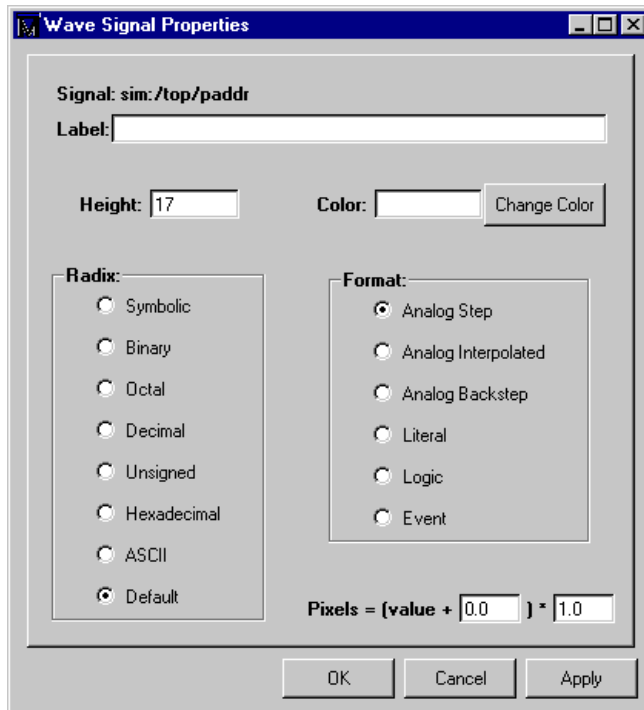 Wave Signal Properties
Signal: sim:/top/paddr
Label:
Height: 17 Color: Change Color
Radix:
Symbolic
Binary
Octal
Decimal
Unsigned
Hexadecimal
ASCII
Default
Format:
Analog Step
Analog Interpolated
Analog Backstep
Literal
Logic
Event
Pixels = (value + 0.0 ) * 1.0
OK Cancel Apply